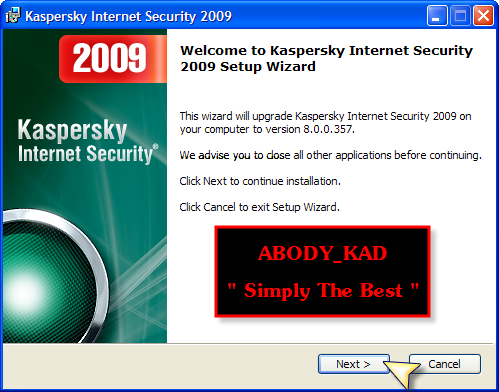 Kaspersky Internet Security 2009
2009
Kaspersky
Internet Security®
Welcome to Kaspersky Internet Security
2009 Setup Wizard
This wizard will upgrade Kaspersky Internet Security 2009 on
your computer to version 8.0.0.357.
We advise you to close all other applications before continuing.
Click Next to continue installation.
Click Cancel to exit Setup Wizard.
ABODY_KAD
" Simply The Best "
Next >
Cancel